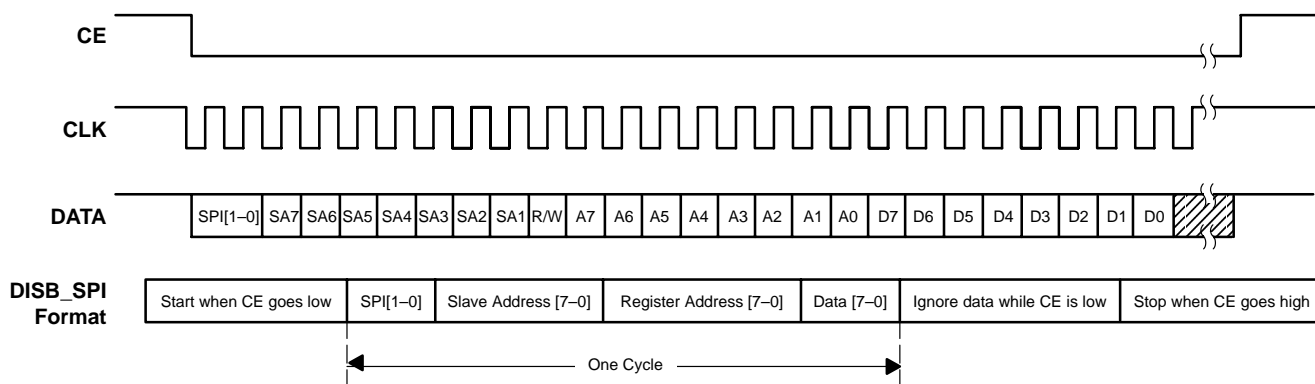 CE
CLK
DATA
SPI[1–0] SA7 SA6 SA5 SA4 SA3 SA2 SA1 R/W A7 A6 A5 A4 A3 A2 A1 A0 D7 D6 D5 D4 D3 D2 D1 D0
DISB_SPI
Format
Start when CE goes low SPI[1–0] Slave Address [7–0] Register Address [7–0] Data [7–0] Ignore data while CE is low Stop when CE goes high
One Cycle